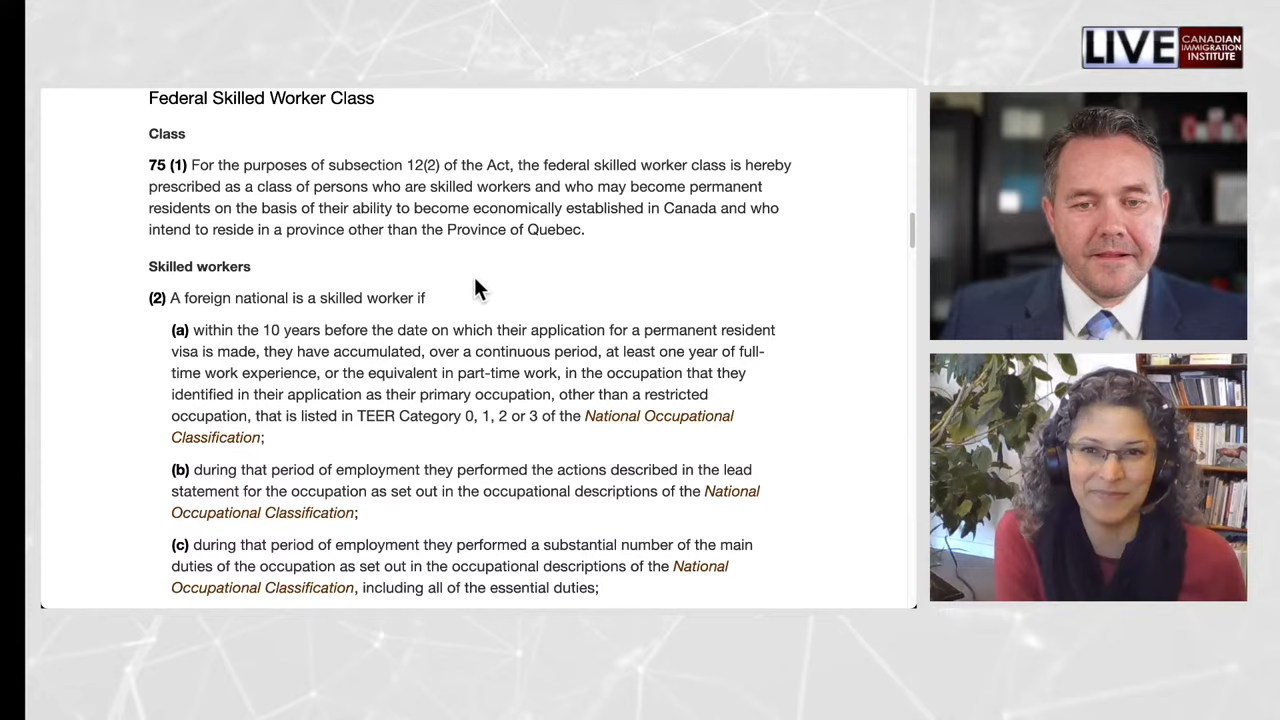 LIVE
CANADIAN
IMMIGRATION
INSTITUTE
Federal Skilled Worker Class
Class
75 (1) For the purposes of subsection 12(2) of the Act, the federal skilled worker class is hereby
prescribed as a class of persons who are skilled workers and who may become permanent
residents on the basis of their ability to become economically established in Canada and who
intend to reside in a province other than the Province of Quebec.
Skilled workers
(2) A foreign national is a skilled worker if
(a) within the 10 years before the date on which their application for a permanent resident
visa is made, they have accumulated, over a continuous period, at least one year of full-
time work experience, or the equivalent in part-time work, in the occupation that they
identified in their application as their primary occupation, other than a restricted
occupation, that is listed in TEER Category 0, 1, 2 or 3 of the National Occupational
Classification;
(b) during that period of employment they performed the actions described in the lead
statement for the occupation as set out in the occupational descriptions of the National
Occupational Classification;
(c) during that period of employment they performed a substantial number of the main
duties of the occupation as set out in the occupational descriptions of the National
Occupational Classification, including all of the essential duties;